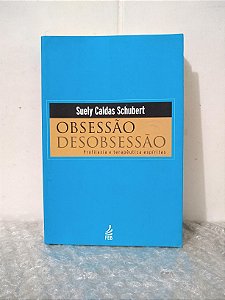 Suely Caldas Schubert
OBSESSÃO
DESOBSESSÃO
Profilaxia e terapêutica espíritas
FEB